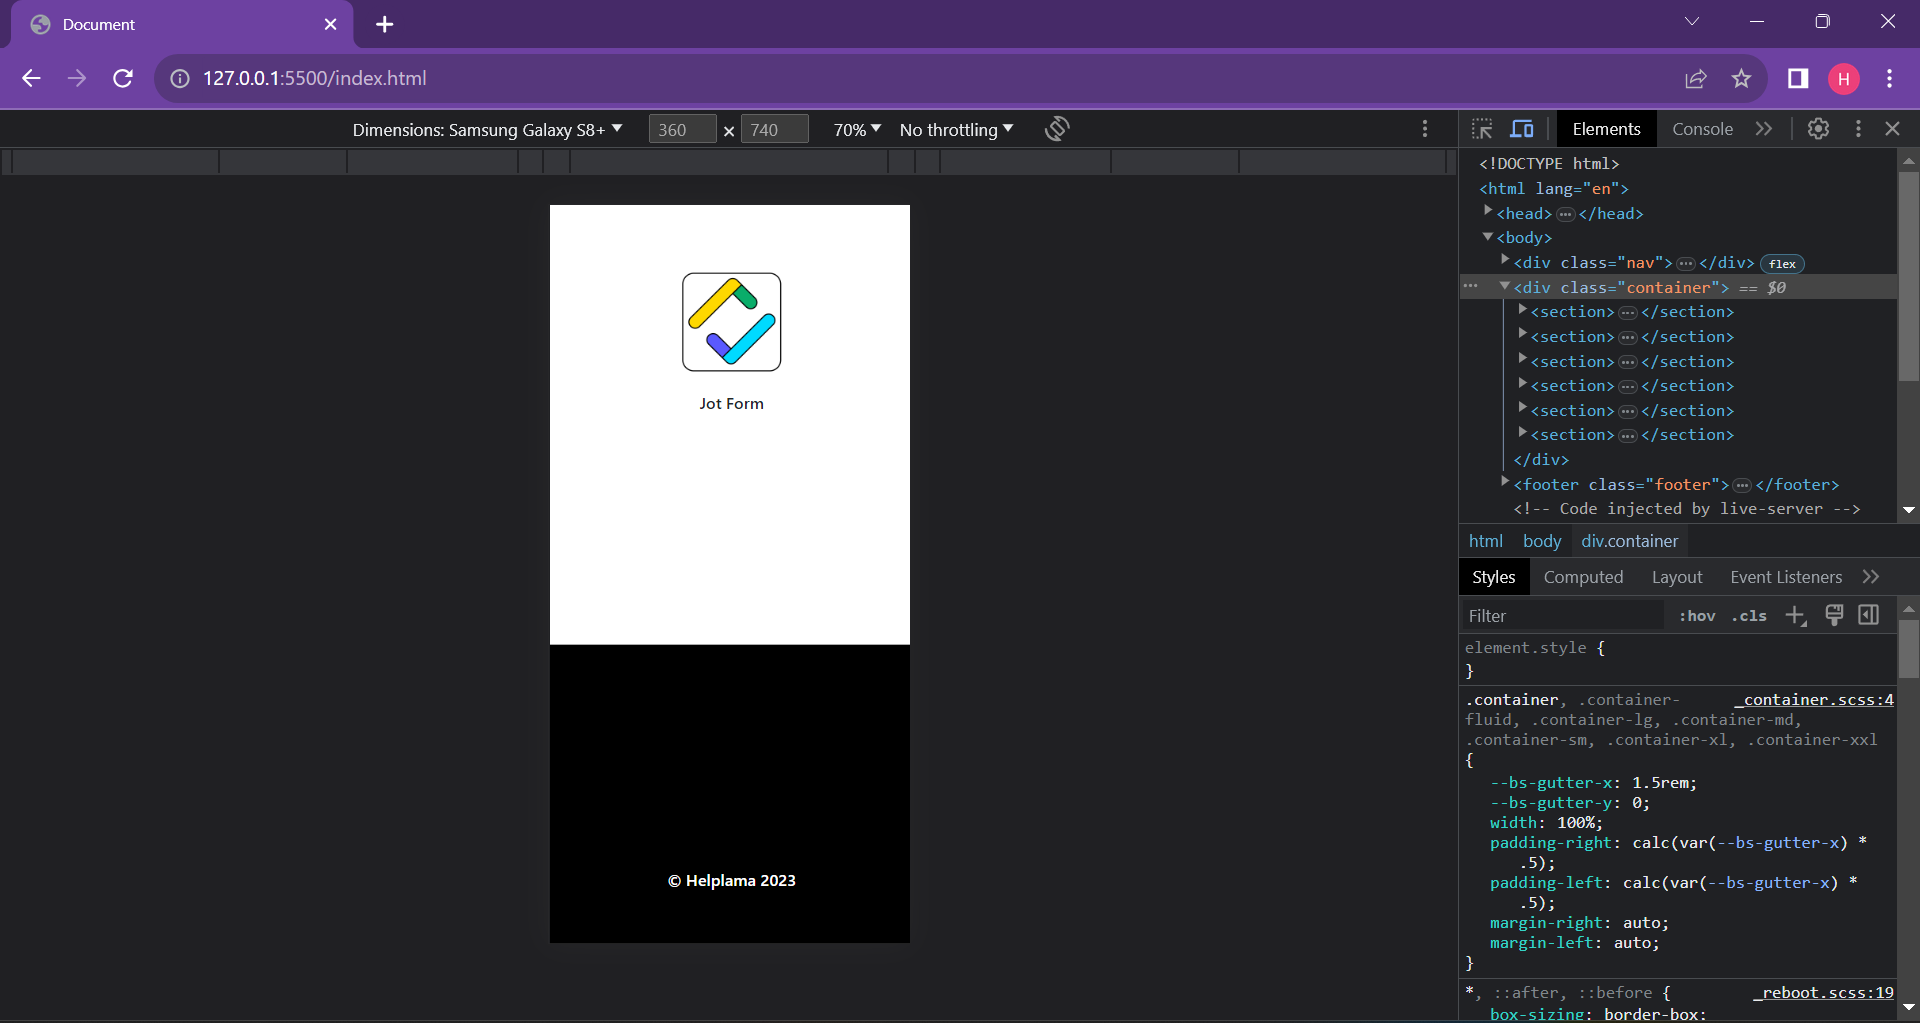 Document
127.0.0.1:5500/index.html
H
Dimensions: Samsung Galaxy S8+ 360 × 740 70% No throttling
Elements Console
Jot Form
© Helplama 2023
<!DOCTYPE html>
<html lang="en">
<head>…</head>
<body>
<div class="nav">…</div> flex
… <div class="container"> == $0
<section>…</section>
<section>…</section>
<section>…</section>
<section>…</section>
<section>…</section>
<section>…</section>
</div>
<footer class="footer">…</footer>
<!-- Code injected by live-server -->
html body div.container
Styles Computed Layout Event Listeners
Filter :hov .cls
element.style {
}
.container, .container- _container.scss:4
fluid, .container-lg, .container-md,
.container-sm, .container-xl, .container-xxl
{
--bs-gutter-x: 1.5rem;
--bs-gutter-y: 0;
width: 100%;
padding-right: calc(var(--bs-gutter-x) *
.5);
padding-left: calc(var(--bs-gutter-x) *
.5);
margin-right: auto;
margin-left: auto;
}
*, ::after, ::before { _reboot.scss:19
box-sizing: border-box;